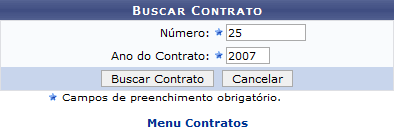 Buscar Contrato
Número: 25
Ano do Contrato: 2007
Buscar Contrato Cancelar
Campos de preenchimento obrigatório.
Menu Contratos